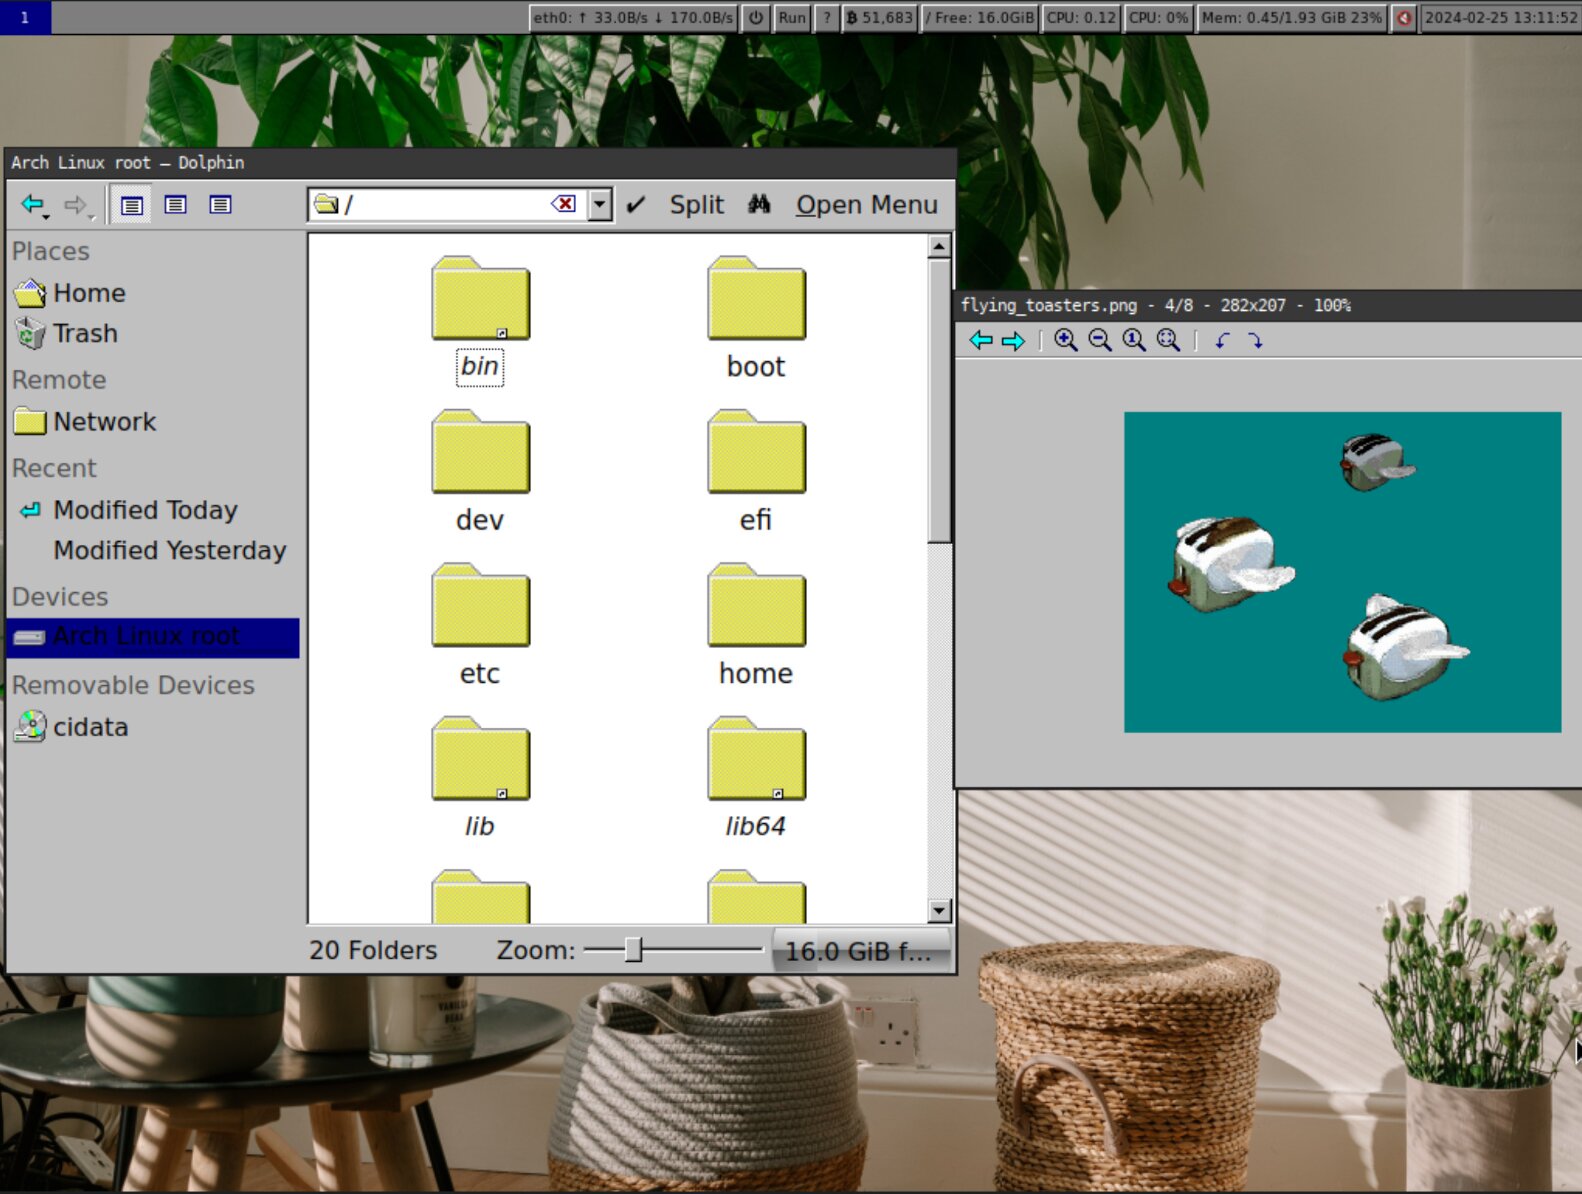 1
eth0: ↑ 33.0B/s ↓ 170.0B/s
Run
?
₿ 51,683
/ Free: 16.0GiB
CPU: 0.12
CPU: 0%
Mem: 0.45/1.93 GiB 23%
2024-02-25 13:11:52
Arch Linux root — Dolphin
/
Split
Open Menu
Places
Home
Trash
Remote
Network
Recent
Modified Today
Modified Yesterday
Devices
Arch Linux root
Removable Devices
cidata
bin
boot
dev
efi
etc
home
lib
lib64
20 Folders
Zoom:
16.0 GiB f...
flying_toasters.png - 4/8 - 282x207 - 100%
VANILLA
BEAN